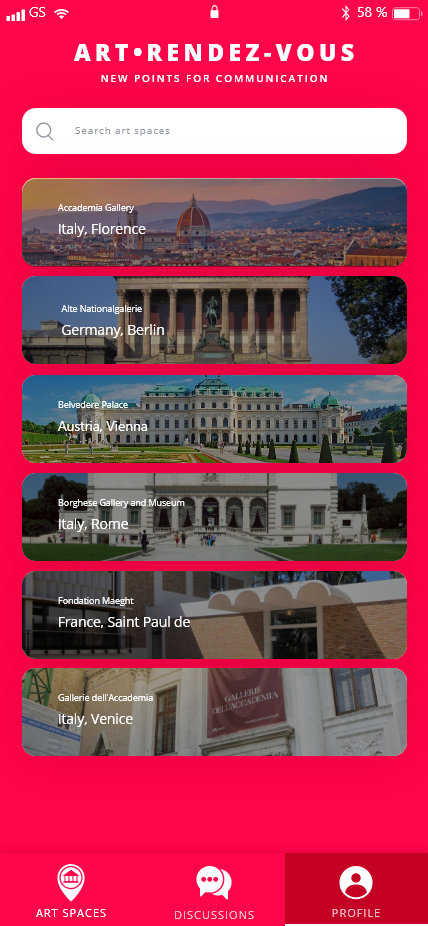 GS 58 %
ART•RENDEZ-VOUS
NEW POINTS FOR COMMUNICATION
Search art spaces
Accademia Gallery
Italy, Florence
Alte Nationalgalerie
Germany, Berlin
Belvedere Palace
Austria, Vienna
Borghese Gallery and Museum
Italy, Rome
Fondation Maeght
France, Saint Paul de
Gallerie dell'Accademia
Italy, Venice
GALLERIE
DELL'ACCADEMIA
ART SPACES
DISCUSSIONS
PROFILE